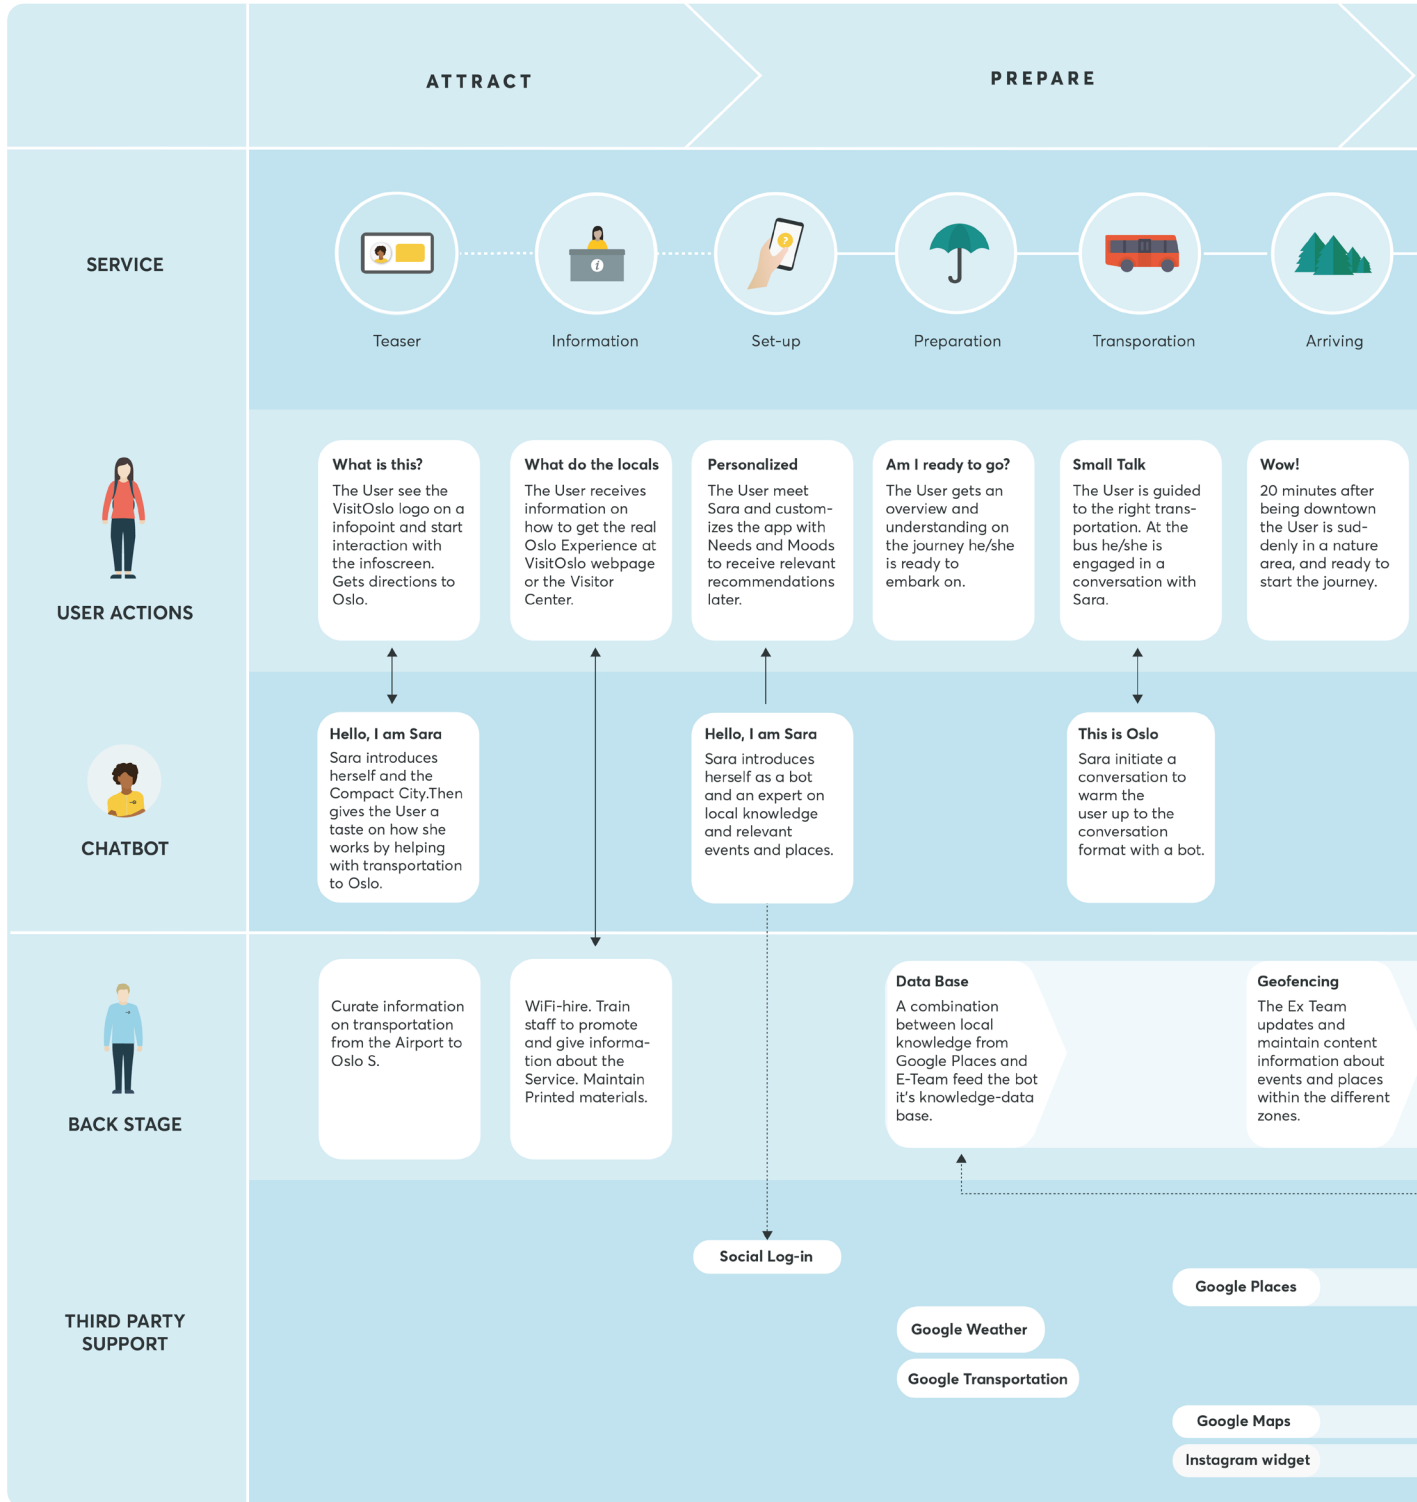 ATTRACT
PREPARE
SERVICE
Teaser
Information
Set-up
Preparation
Transporation
Arriving
USER ACTIONS
What is this?
The User see the
VisitOslo logo on a
infopoint and start
interaction with
the infoscreen.
Gets directions to
Oslo.
What do the locals
The User receives
information on
how to get the real
Oslo Experience at
VisitOslo webpage
or the Visitor
Center.
Personalized
The User meet
Sara and custom-
izes the app with
Needs and Moods
to receive relevant
recommendations
later.
Am I ready to go?
The User gets an
overview and
understanding on
the journey he/she
is ready to
embark on.
Small Talk
The User is guided
to the right trans-
portation. At the
bus he/she is
engaged in a
conversation with
Sara.
Wow!
20 minutes after
being downtown
the User is sud-
denly in a nature
area, and ready to
start the journey.
CHATBOT
Hello, I am Sara
Sara introduces
herself and the
Compact City.Then
gives the User a
taste on how she
works by helping
with transportation
to Oslo.
Hello, I am Sara
Sara introduces
herself as a bot
and an expert on
local knowledge
and relevant
events and places.
This is Oslo
Sara initiate a
conversation to
warm the
user up to the
conversation
format with a bot.
BACK STAGE
Curate information
on transportation
from the Airport to
Oslo S.
WiFi-hire. Train
staff to promote
and give informa-
tion about the
Service. Maintain
Printed materials.
Data Base
A combination
between local
knowledge from
Google Places and
E-Team feed the bot
it's knowledge-data
base.
Geofencing
The Ex Team
updates and
maintain content
information about
events and places
within the different
zones.
THIRD PARTY
SUPPORT
Social Log-in
Google Places
Google Weather
Google Transportation
Google Maps
Instagram widget